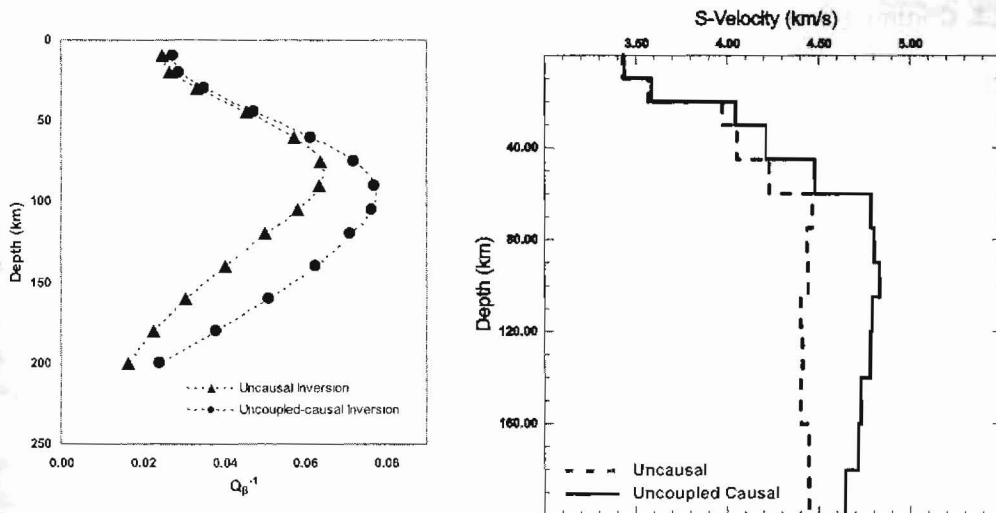 0
50
100
150
200
250
Depth (km)
0.00
0.02
0.04
0.06
0.08
Qβ⁻¹
Uncausal Inversion
Uncoupled-causal Inversion
S-Velocity (km/s)
3.50
4.00
4.50
5.00
40.00
80.00
120.00
160.00
Depth (km)
Uncausal
Uncoupled Causal